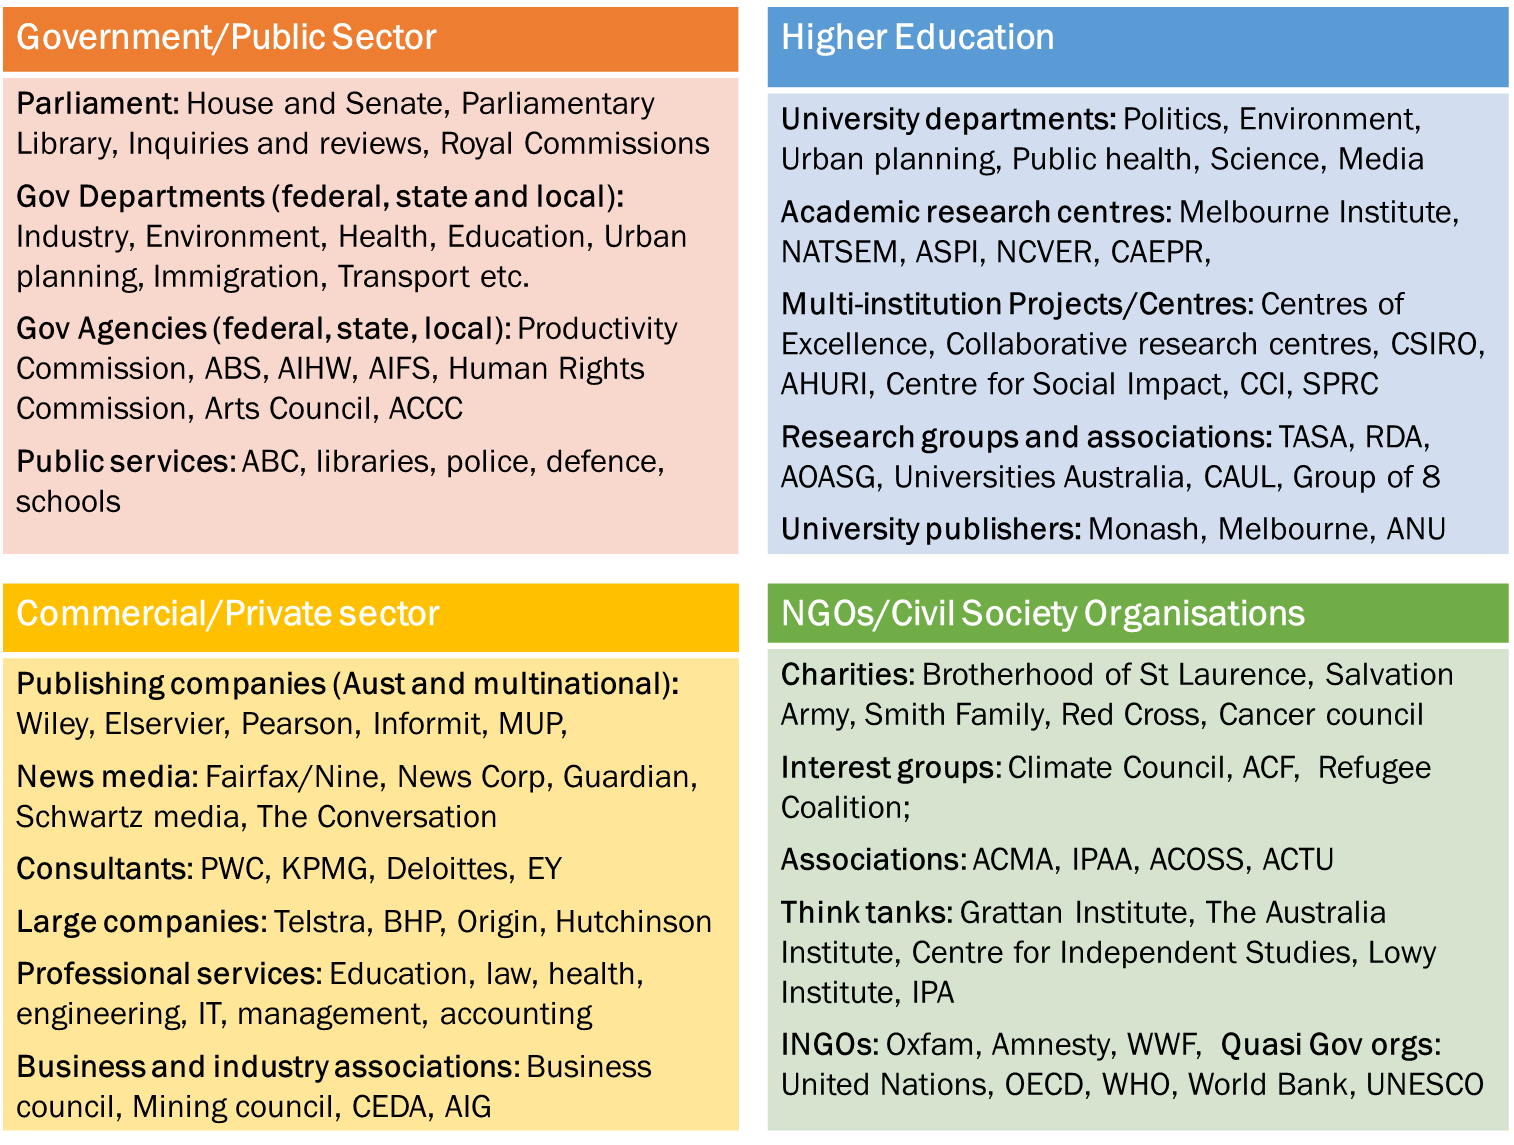 Government/Public Sector
Parliament: House and Senate, Parliamentary
Library, Inquiries and reviews, Royal Commissions
Gov Departments (federal, state and local):
Industry, Environment, Health, Education, Urban
planning, Immigration, Transport etc.
Gov Agencies (federal, state, local): Productivity
Commission, ABS, AIHW, AIFS, Human Rights
Commission, Arts Council, ACCC
Public services: ABC, libraries, police, defence,
schools
Higher Education
University departments: Politics, Environment,
Urban planning, Public health, Science, Media
Academic research centres: Melbourne Institute,
NATSEM, ASPI, NCVER, CAEPR,
Multi-institution Projects/Centres: Centres of
Excellence, Collaborative research centres, CSIRO,
AHURI, Centre for Social Impact, CCI, SPRC
Research groups and associations: TASA, RDA,
AOASG, Universities Australia, CAUL, Group of 8
University publishers: Monash, Melbourne, ANU
Commercial/Private sector
Publishing companies (Aust and multinational):
Wiley, Elservier, Pearson, Informit, MUP,
News media: Fairfax/Nine, News Corp, Guardian,
Schwartz media, The Conversation
Consultants: PWC, KPMG, Deloittes, EY
Large companies: Telstra, BHP, Origin, Hutchinson
Professional services: Education, law, health,
engineering, IT, management, accounting
Business and industry associations: Business
council, Mining council, CEDA, AIG
NGOs/Civil Society Organisations
Charities: Brotherhood of St Laurence, Salvation
Army, Smith Family, Red Cross, Cancer council
Interest groups: Climate Council, ACF,  Refugee
Coalition;
Associations: ACMA, IPAA, ACOSS, ACTU
Think tanks: Grattan Institute, The Australia
Institute, Centre for Independent Studies, Lowy
Institute, IPA
INGOs: Oxfam, Amnesty, WWF,  Quasi Gov orgs:
United Nations, OECD, WHO, World Bank, UNESCO